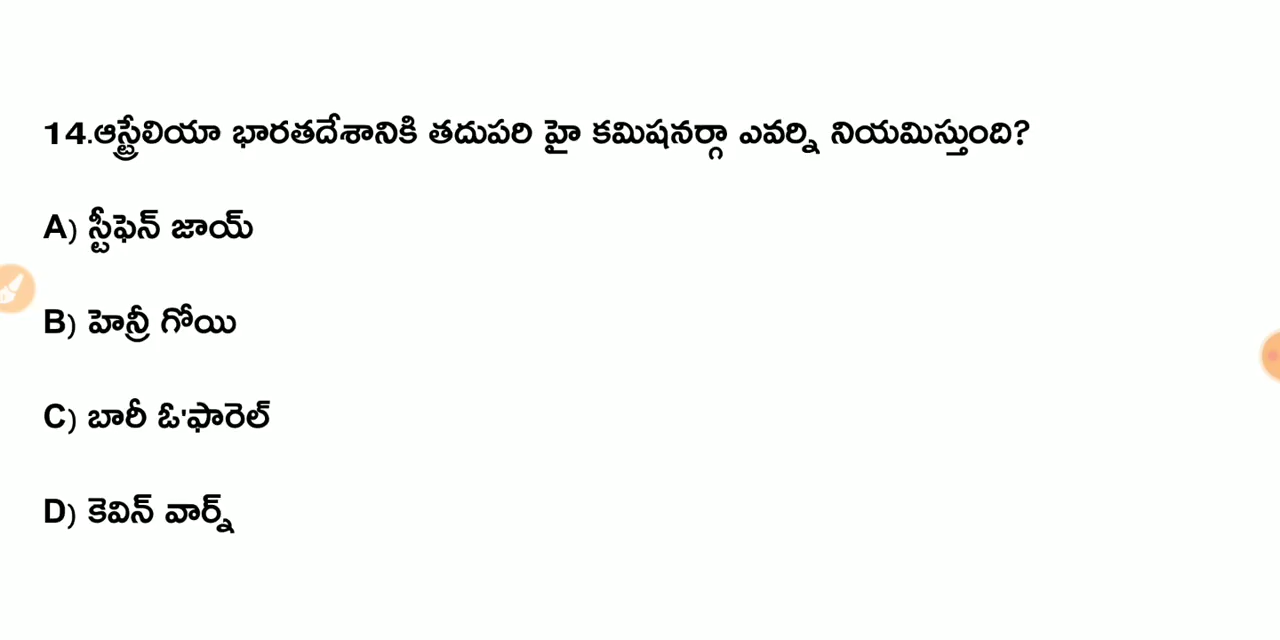 14.ఆస్ట్రేలియా భారతదేశానికి తదుపరి హై కమిషనర్గా ఎవర్ని నియమిస్తుంది?
A) స్టీఫెన్ జాయ్
B) హెన్రీ గోయి
C) బారీ ఓ'ఫారెల్
D) కెవిన్ వార్న్